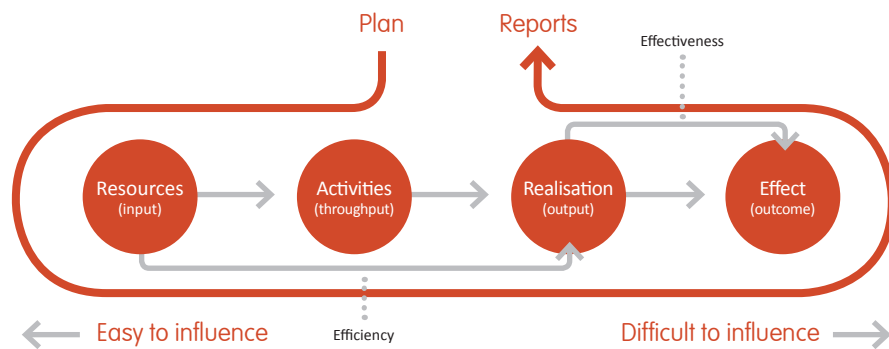 Plan
Reports
Effectiveness
Resources
(input)
Activities
(throughput)
Realisation
(output)
Effect
(outcome)
Easy to influence
Efficiency
Difficult to influence